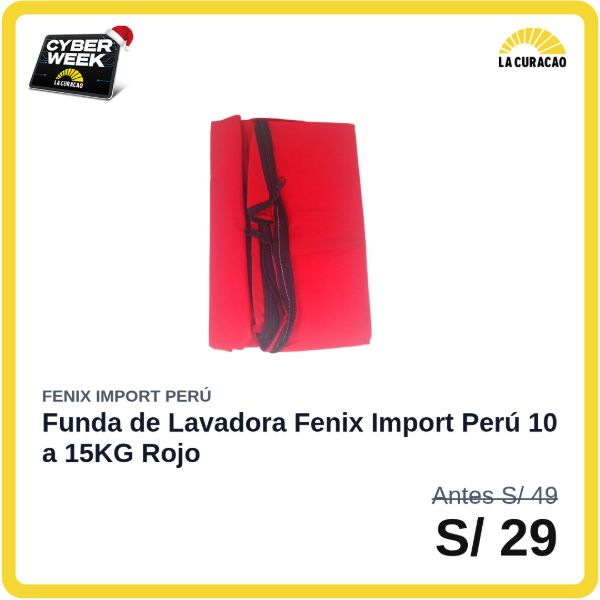 CYBER
WEEK
LA CURACAO
LA CURACAO
FENIX IMPORT PERÚ
Funda de Lavadora Fenix Import Perú 10
a 15KG Rojo
Antes S/ 49
S/ 29